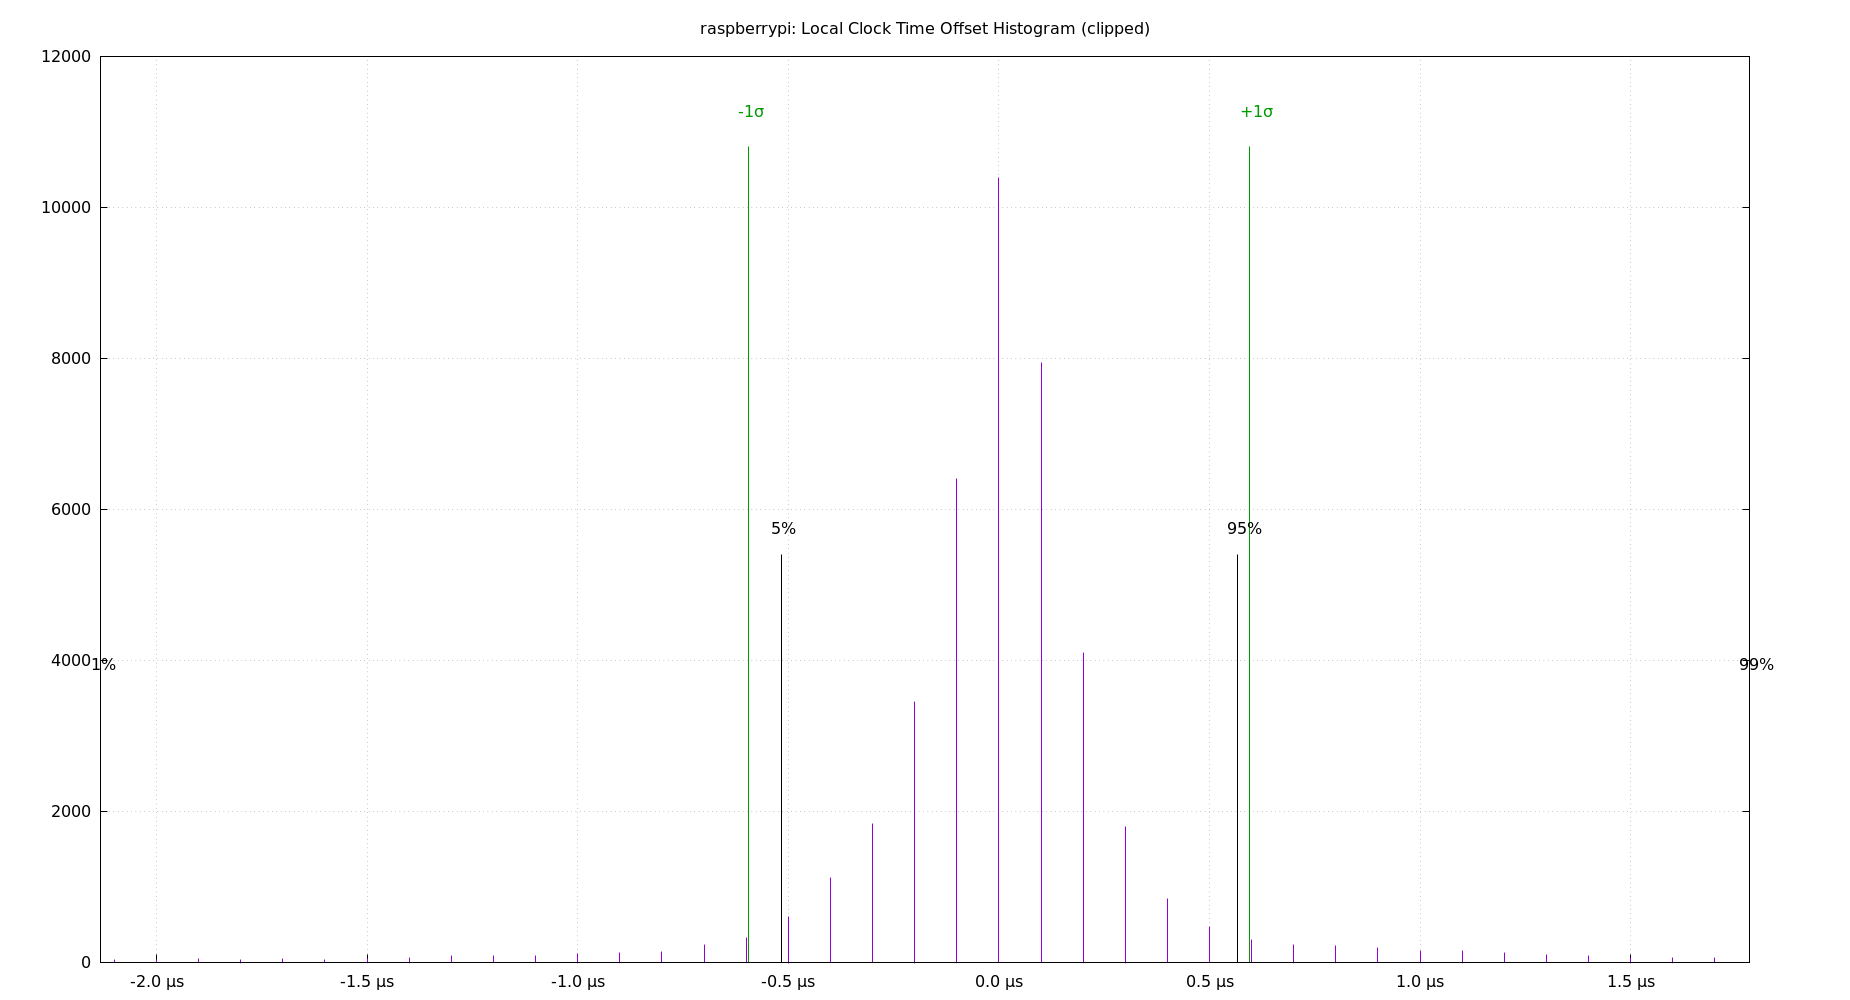 raspberrypi: Local Clock Time Offset Histogram (clipped)
12000
-1σ +1σ
10000
8000
6000
5% 95%
4000 1% 99%
2000
0
-2.0 µs -1.5 µs -1.0 µs -0.5 µs 0.0 µs 0.5 µs 1.0 µs 1.5 µs